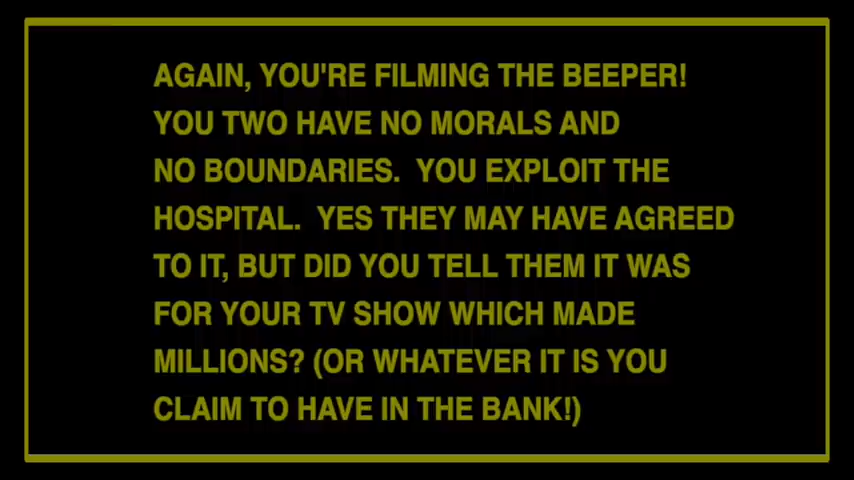 AGAIN, YOU'RE FILMING THE BEEPER!
YOU TWO HAVE NO MORALS AND
NO BOUNDARIES.  YOU EXPLOIT THE
HOSPITAL.  YES THEY MAY HAVE AGREED
TO IT, BUT DID YOU TELL THEM IT WAS
FOR YOUR TV SHOW WHICH MADE
MILLIONS? (OR WHATEVER IT IS YOU
CLAIM TO HAVE IN THE BANK!)